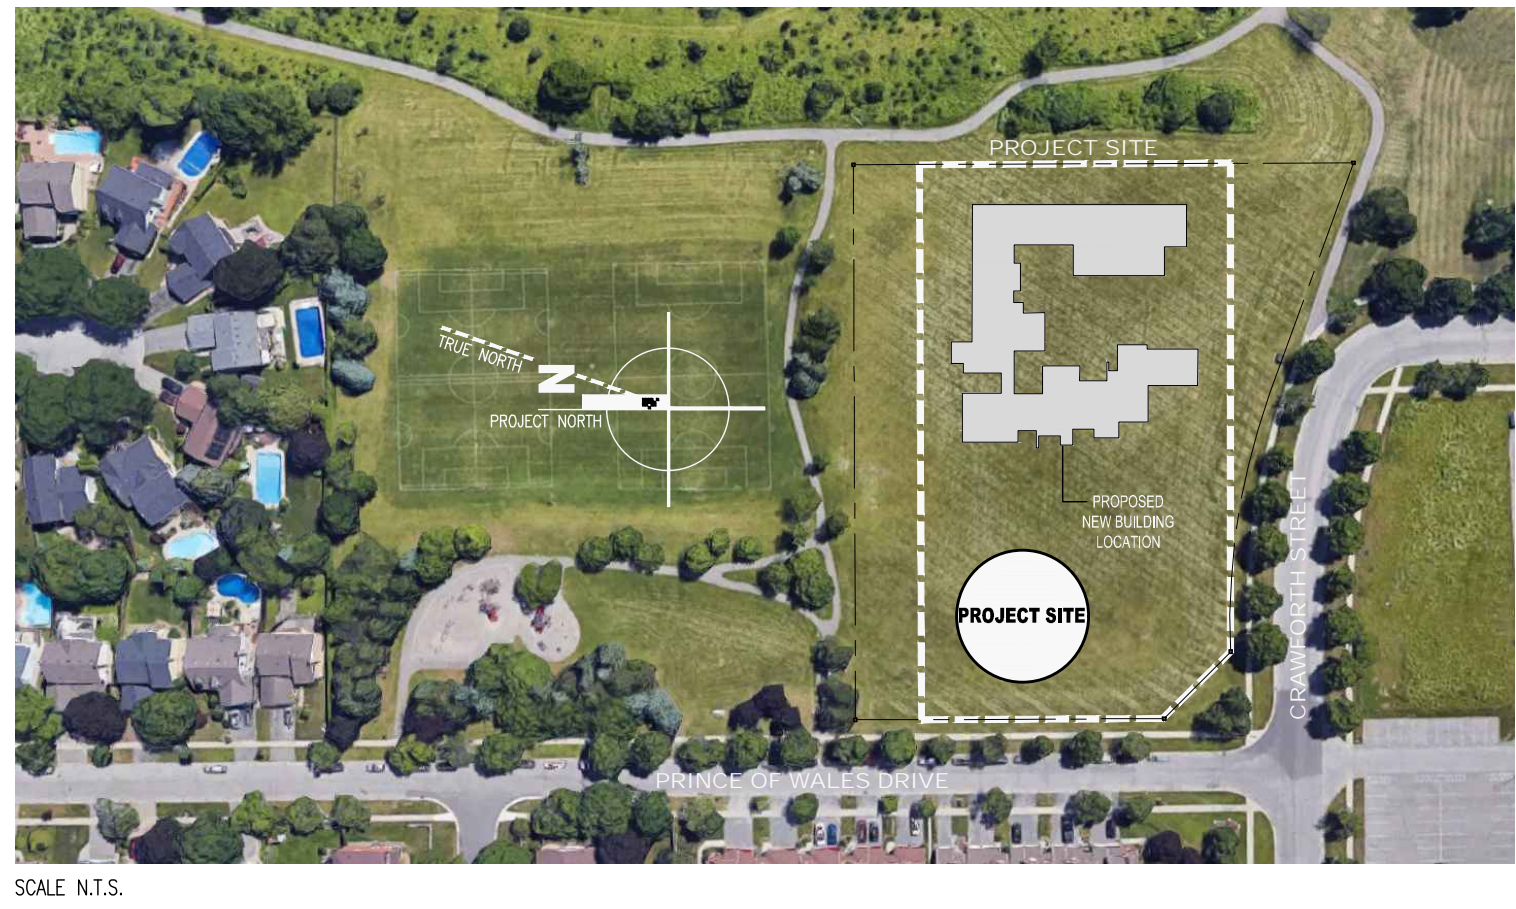 PROJECT SITE
TRUE NORTH
N
PROJECT NORTH
PROPOSED
NEW BUILDING
LOCATION
PROJECT SITE
CRAWFORTH STREET
PRINCE OF WALES DRIVE
SCALE N.T.S.